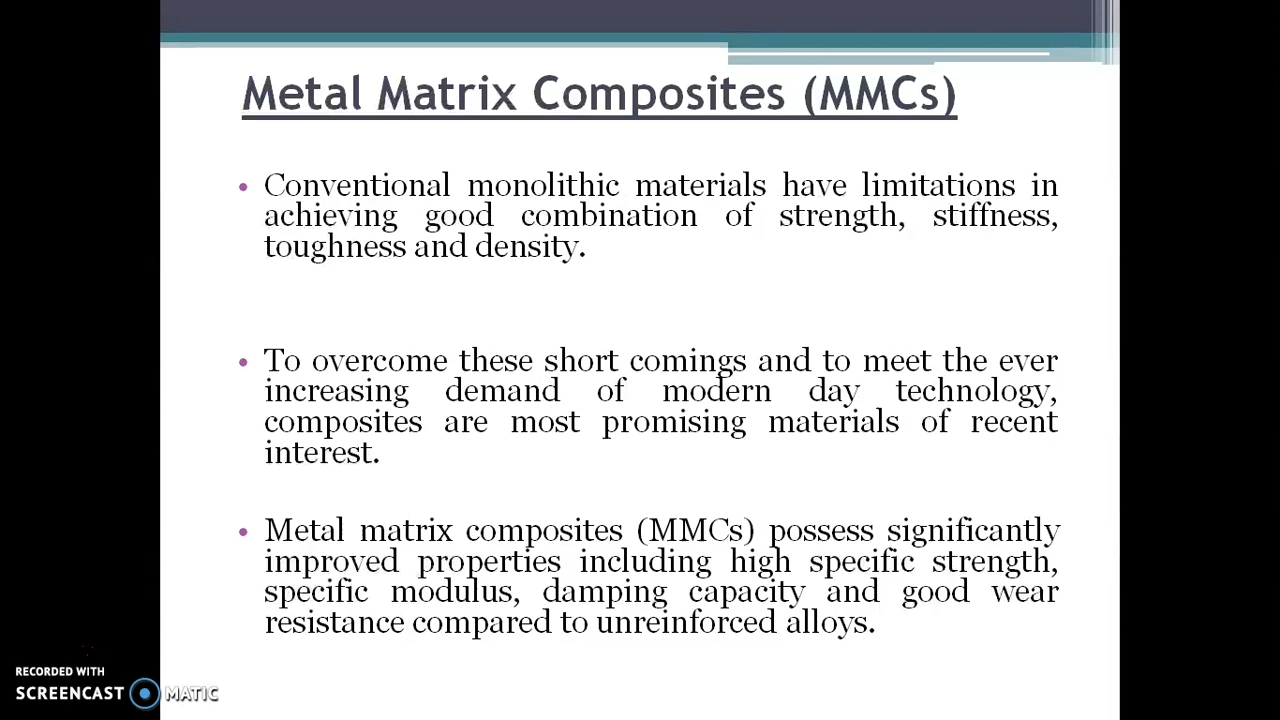 Metal Matrix Composites (MMCs)
• Conventional monolithic materials have limitations in
achieving good combination of strength, stiffness,
toughness and density.
• To overcome these short comings and to meet the ever
increasing demand of modern day technology,
composites are most promising materials of recent
interest.
• Metal matrix composites (MMCs) possess significantly
improved properties including high specific strength,
specific modulus, damping capacity and good wear
resistance compared to unreinforced alloys.
RECORDED WITH
SCREENCAST MATIC